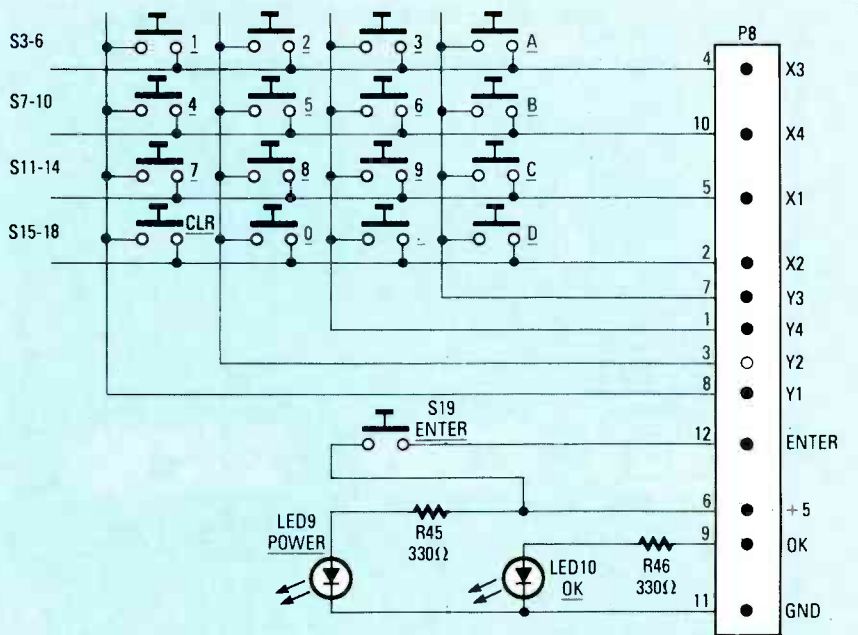 P8
S3-6
1
2
3
A
4
X3
S7-10
4
5
6
B
10
X4
S11-14
7
8
9
C
5
X1
S15-18
CLR
0
.
D
2
X2
7
Y3
1
Y4
3
Y2
8
Y1
S19
ENTER
12
ENTER
6
+5
LED9
POWER
R45
330Ω
9
OK
LED10
OK
R46
330Ω
11
GND